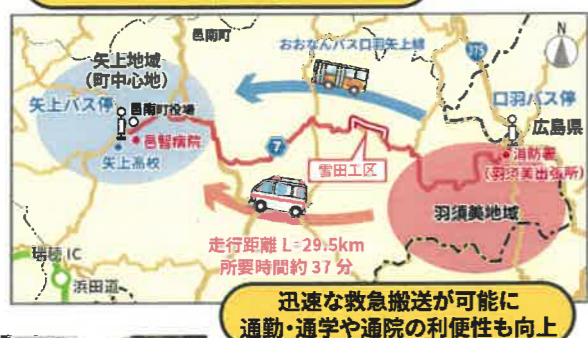 邑南町
矢上地域
(町中心地)
おおなんバス口羽矢上線
375
N
矢上バス停
邑南町役場
邑智病院
矢上高校
口羽バス停
広島県
消防署
(羽須美出張所)
7
雪田工区
羽須美地域
走行距離 L=29.5km
所要時間約 37 分
瑞穂 IC
浜田道
迅速な救急搬送が可能に
通勤・通学や通院の利便性も向上